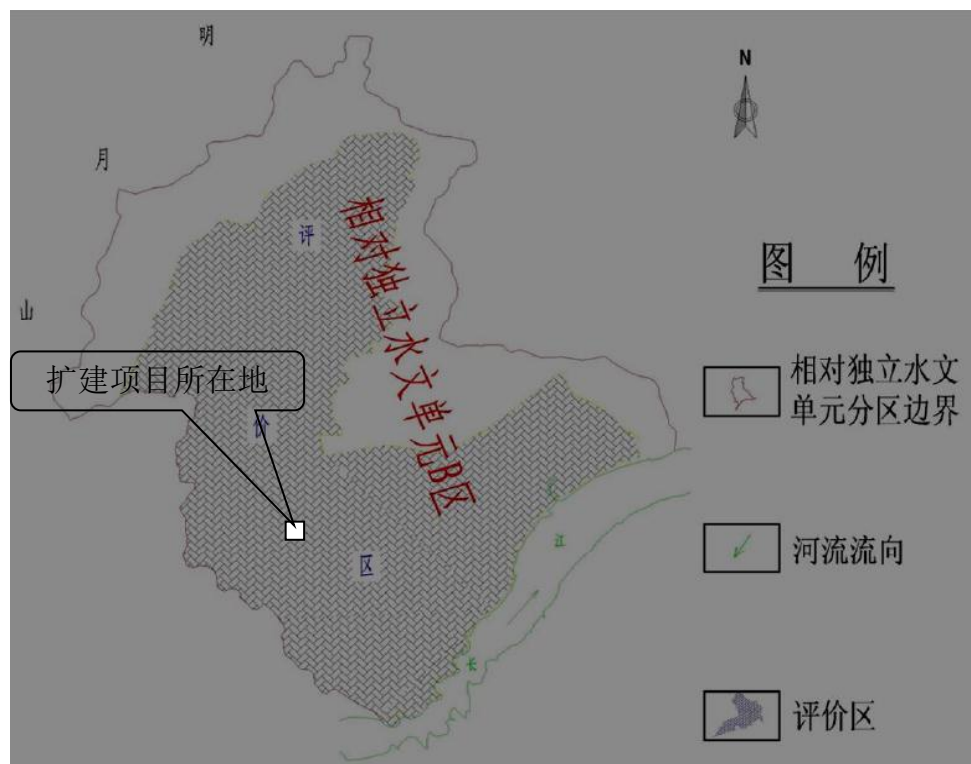 明
月
山
N
评
价
区
相对独立水文单元B区
扩建项目所在地
长
江
图 例
相对独立水文
单元分区边界
河流流向
评价区